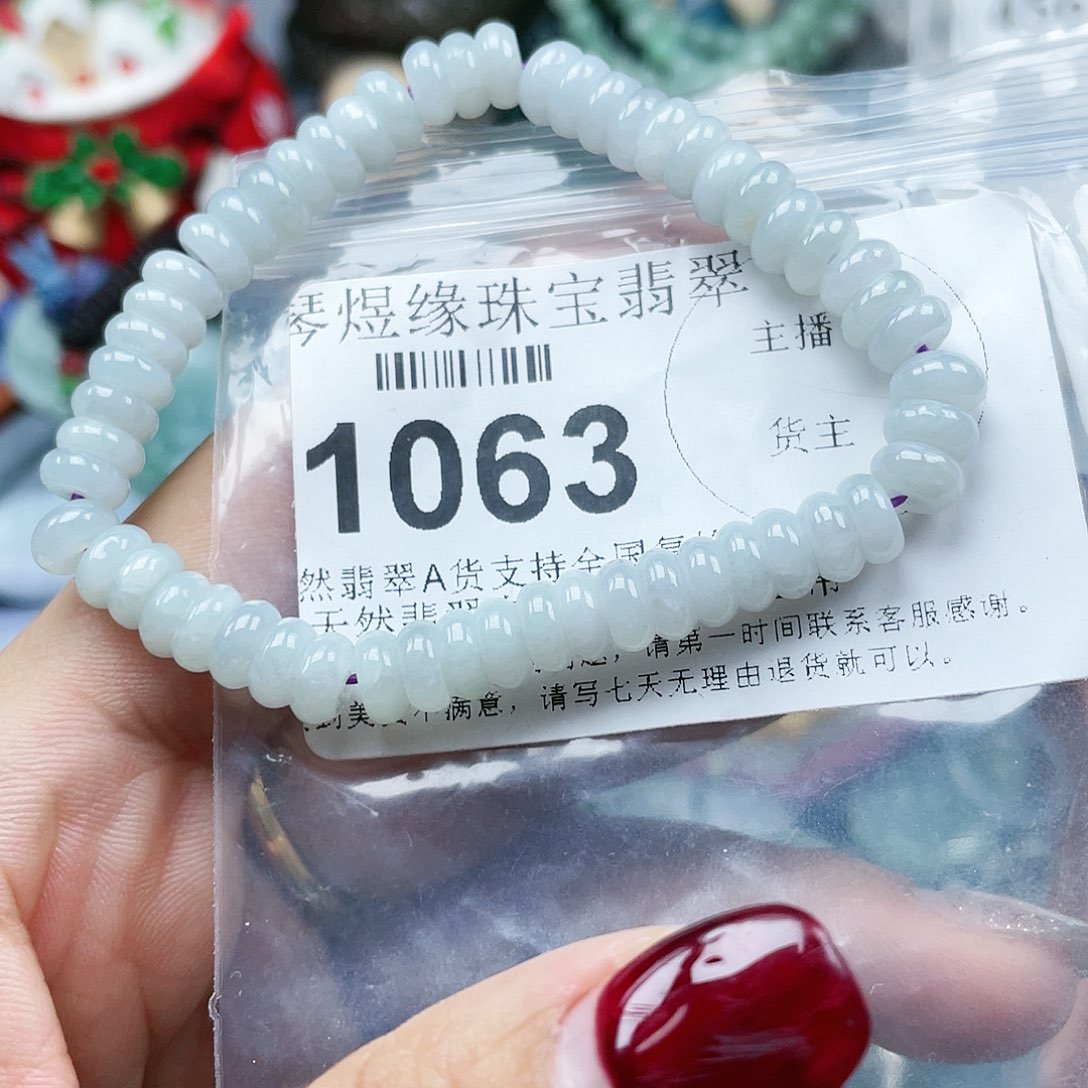 琴煜缘珠宝翡翠
主播
1063
货主
然翡翠A货支持全国复
天然翡翠
用
请第一时间联系客服感谢。
满意，请写七天无理由退货就可以。